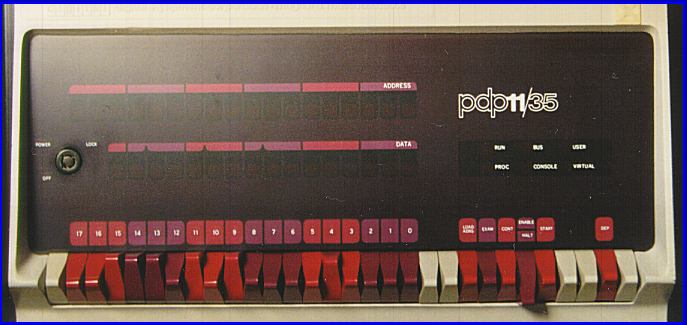 ADDRESS
pdp11/35
POWER
LOCK
OFF
DATA
RUN BUS USER
PROC CONSOLE VIRTUAL
17 16 15 14 13 12 11 10 9 8 7 6 5 4 3 2 1 0
LOAD ADRS EXAM CONT ENABLE HALT START DEP